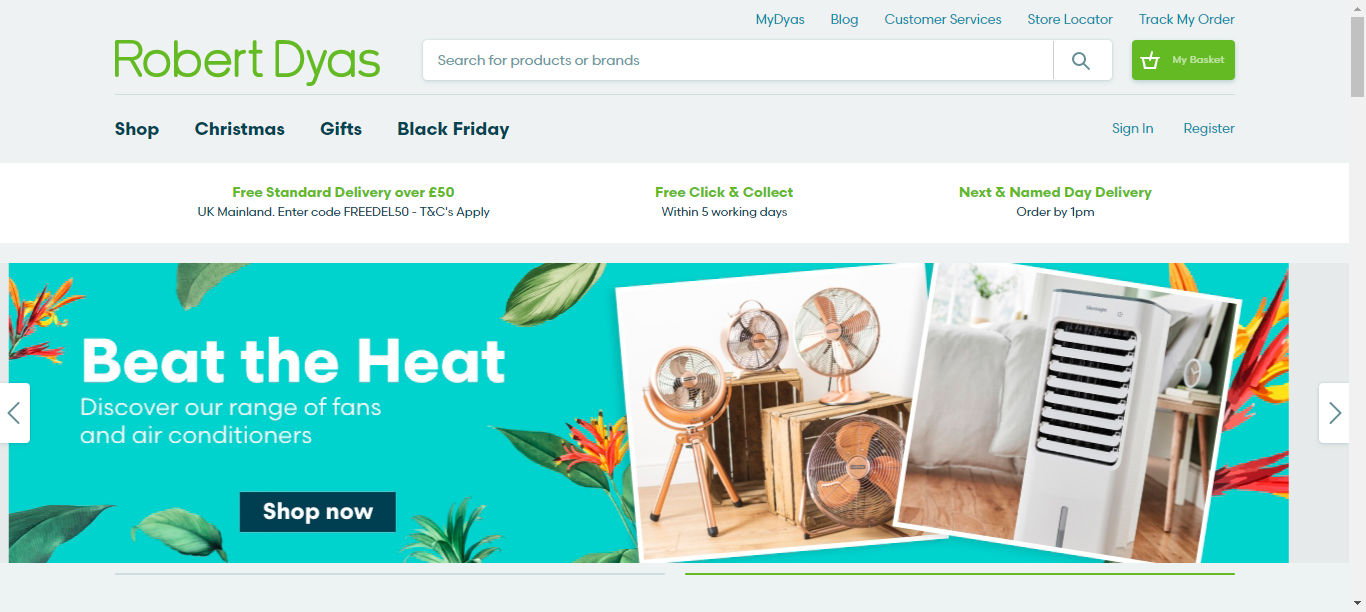 MyDyas Blog Customer Services Store Locator Track My Order
Robert Dyas
Search for products or brands
My Basket
Shop Christmas Gifts Black Friday
Sign In Register
Free Standard Delivery over £50
UK Mainland. Enter code FREEDEL50 - T&C's Apply
Free Click & Collect
Within 5 working days
Next & Named Day Delivery
Order by 1pm
Beat the Heat
Discover our range of fans
and air conditioners
Shop now